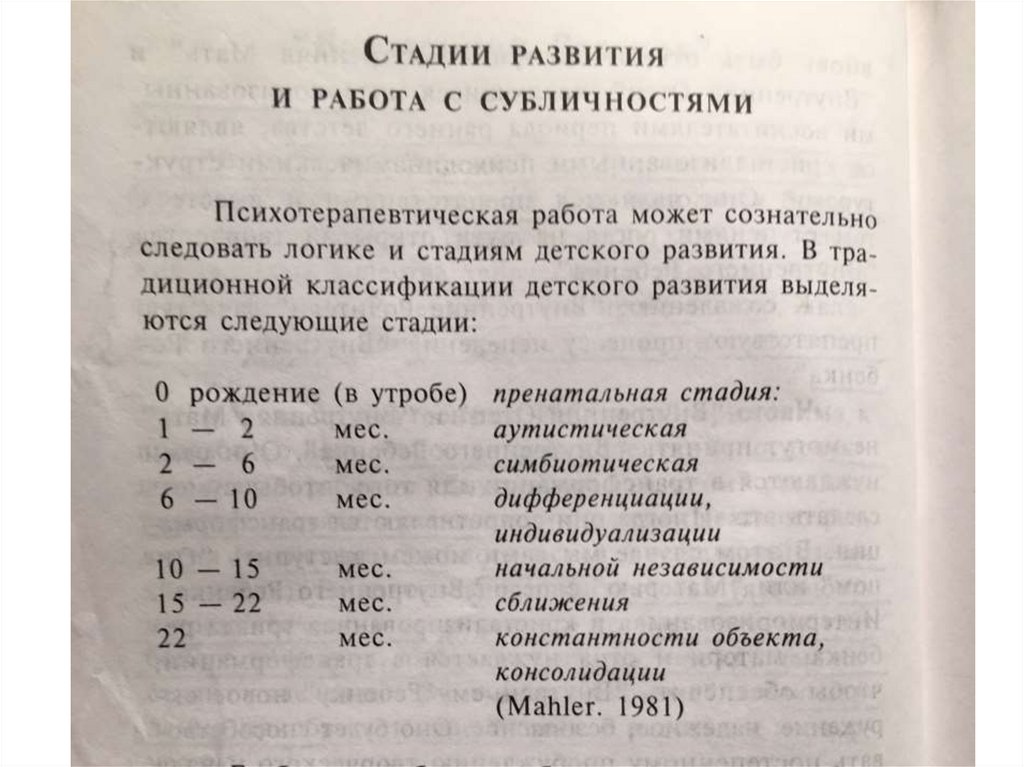 Стадии развития
и работа с субличностями
Психотерапевтическая работа может сознательно
следовать логике и стадиям детского развития. В тра-
диционной классификации детского развития выделя-
ются следующие стадии:
0 рождение (в утробе) пренатальная стадия:
1 — 2 мес. аутистическая
2 — 6 мес. симбиотическая
6 — 10 мес. дифференциации,
индивидуализации
10 — 15 мес. начальной независимости
15 — 22 мес. сближения
22 мес. константности объекта,
консолидации
(Mahler. 1981)